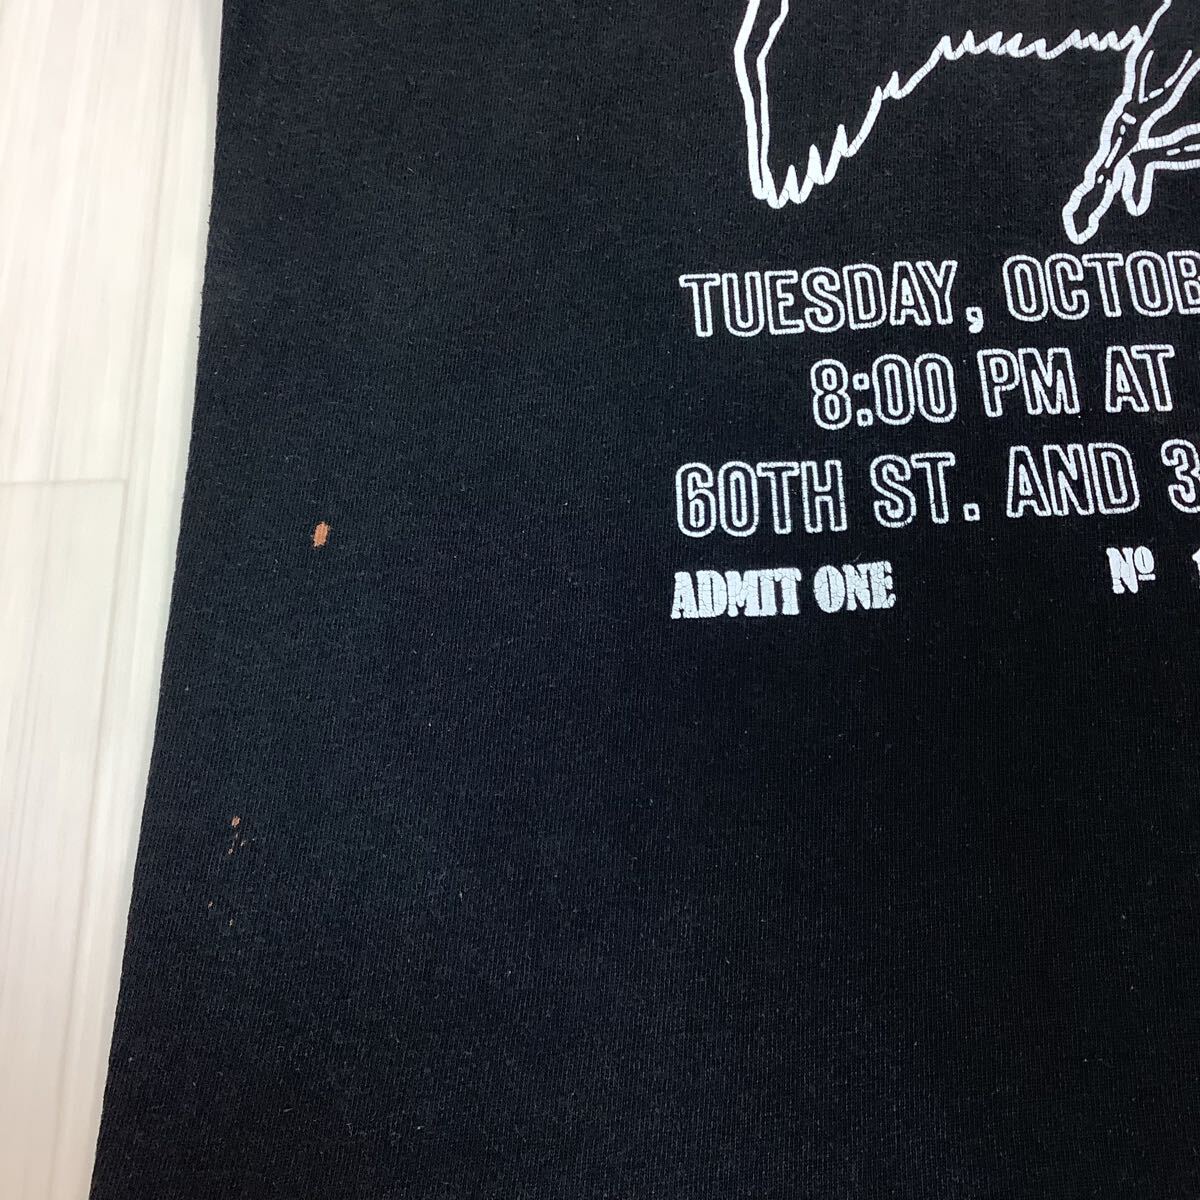 TUESDAY, OCTOB
8:00 PM AT
60TH ST. AND 3
ADMIT ONE Nº